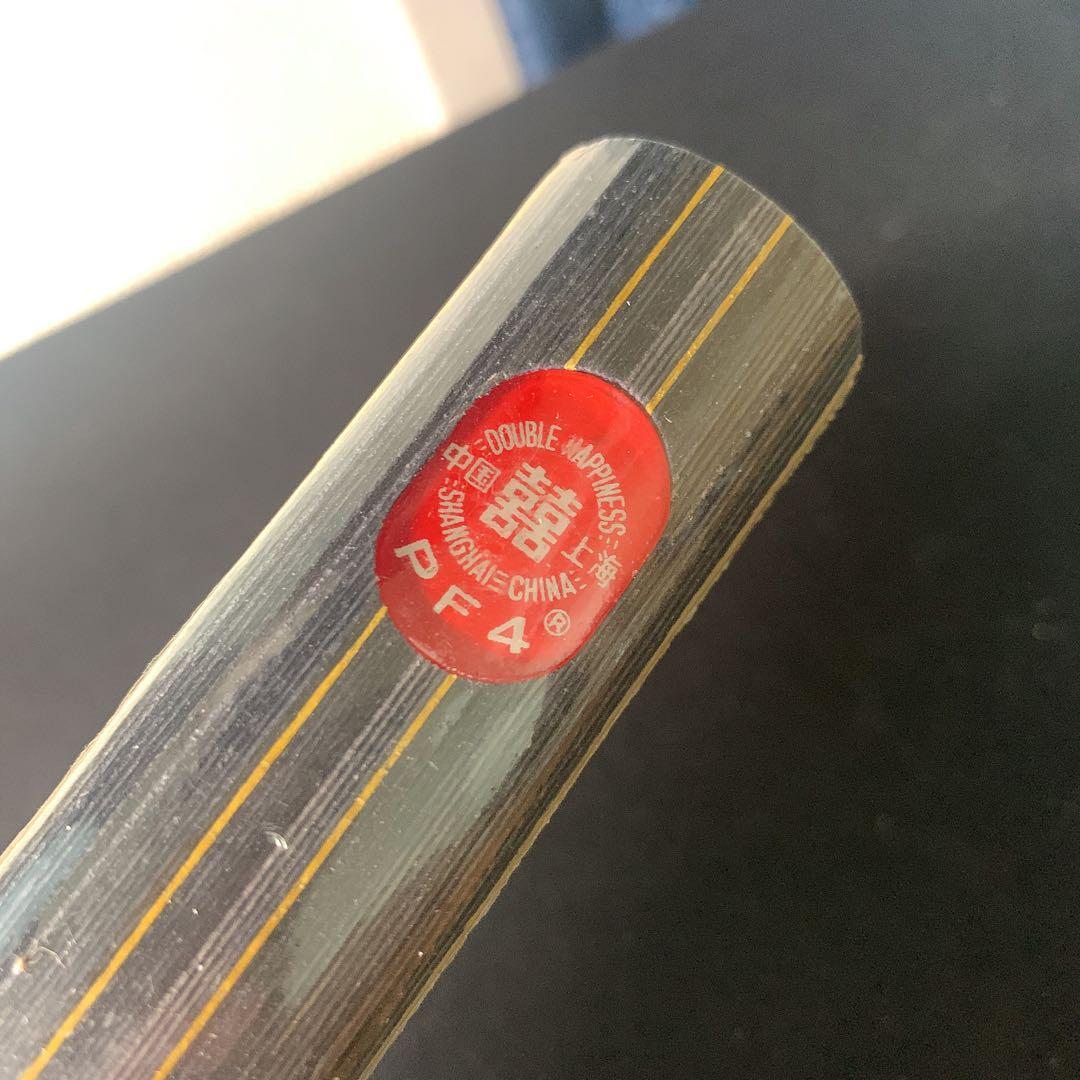 DOUBLE HAPPINESS
中国
囍
上海
SHANGHAI CHINA
PF4®